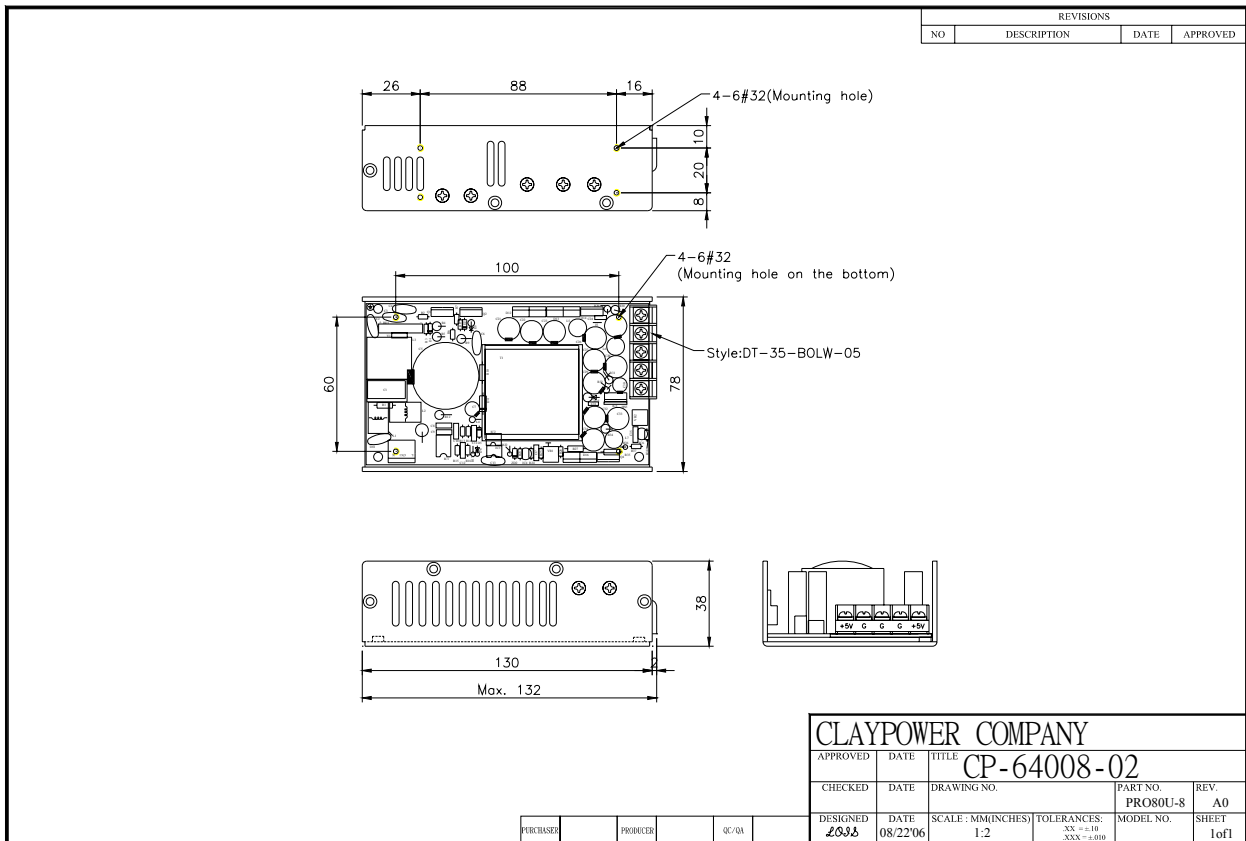 REVISIONS
NO DESCRIPTION DATE APPROVED
26 88 16
4-6#32(Mounting hole)
10
20
8
4-6#32
(Mounting hole on the bottom)
100
Style:DT-35-BOLW-05
60
78
38
+5V G G G +5V
130 2
Max. 132
CLAYPOWER COMPANY
APPROVED DATE TITLE CP-64008-02
CHECKED DATE DRAWING NO. PART NO. REV.
PRO80U-8 A0
DESIGNED DATE SCALE : MM(INCHES) TOLERANCES: MODEL NO. SHEET
LOIS 08/22'06 1:2 .XX =±.10 1of1
.XXX =±.010
PURCHASER PRODUCER QC/QA